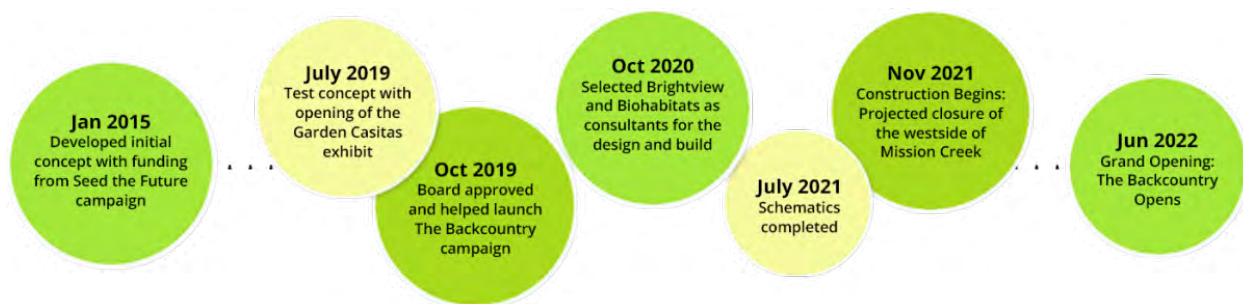 Jan 2015
Developed initial
concept with funding
from Seed the Future
campaign
July 2019
Test concept with
opening of the
Garden Casitas
exhibit
Oct 2019
Board approved
and helped launch
The Backcountry
campaign
Oct 2020
Selected Brightview
and Biohabitats as
consultants for the
design and build
July 2021
Schematics
completed
Nov 2021
Construction Begins:
Projected closure of
the westside of
Mission Creek
Jun 2022
Grand Opening:
The Backcountry
Opens